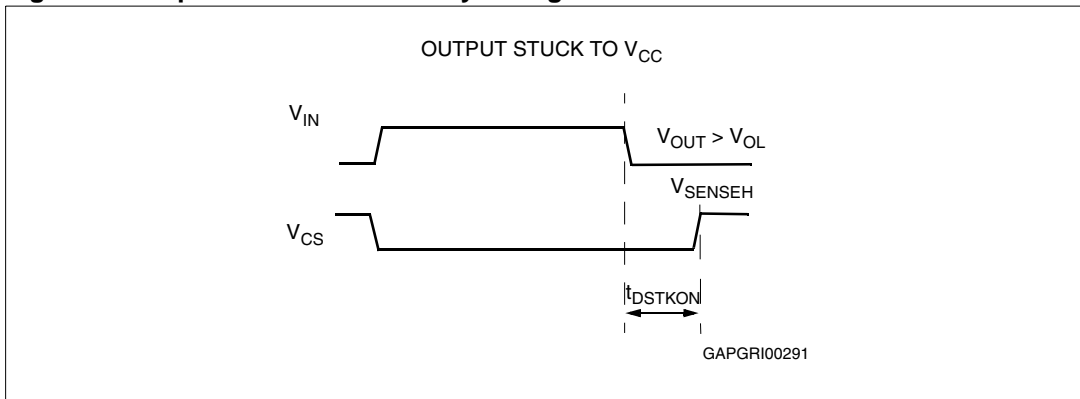 OUTPUT STUCK TO VCC
VIN
VOUT > VOL
VSENSEH
VCS
tDSTKON
GAPGRI00291